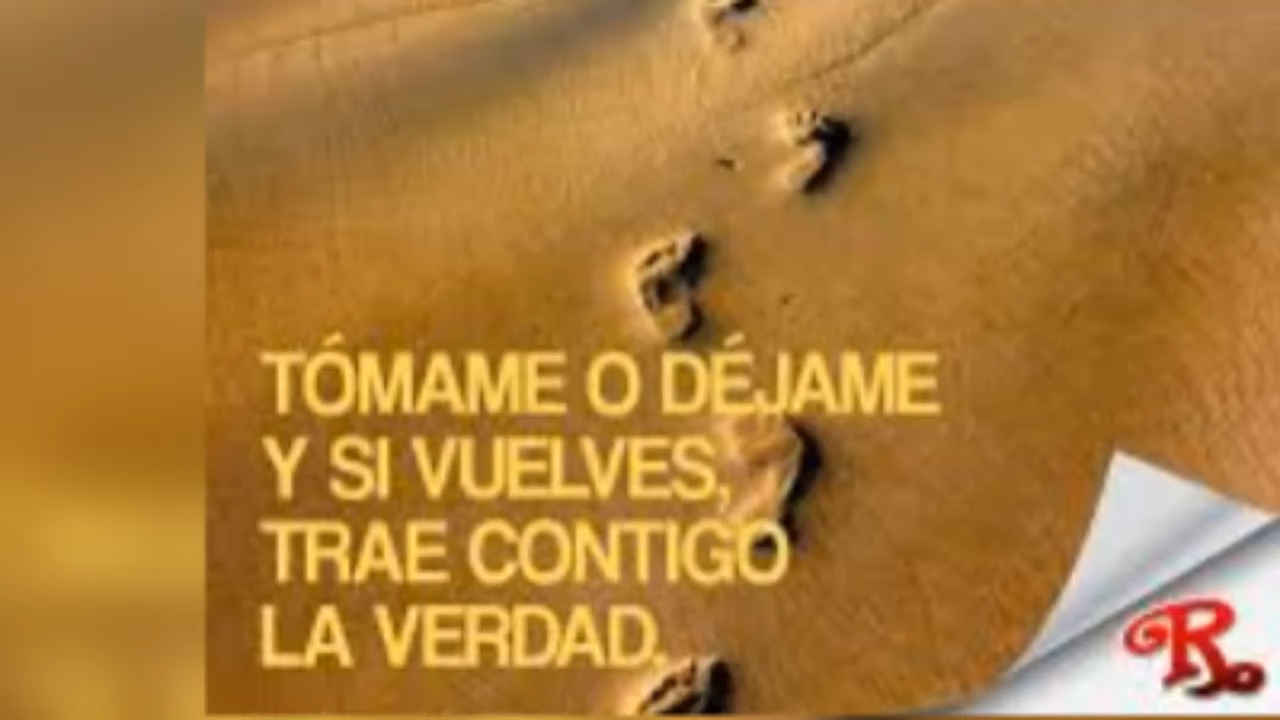 TÓMAME O DÉJAME
Y SI VUELVES,
TRAE CONTIGO
LA VERDAD.